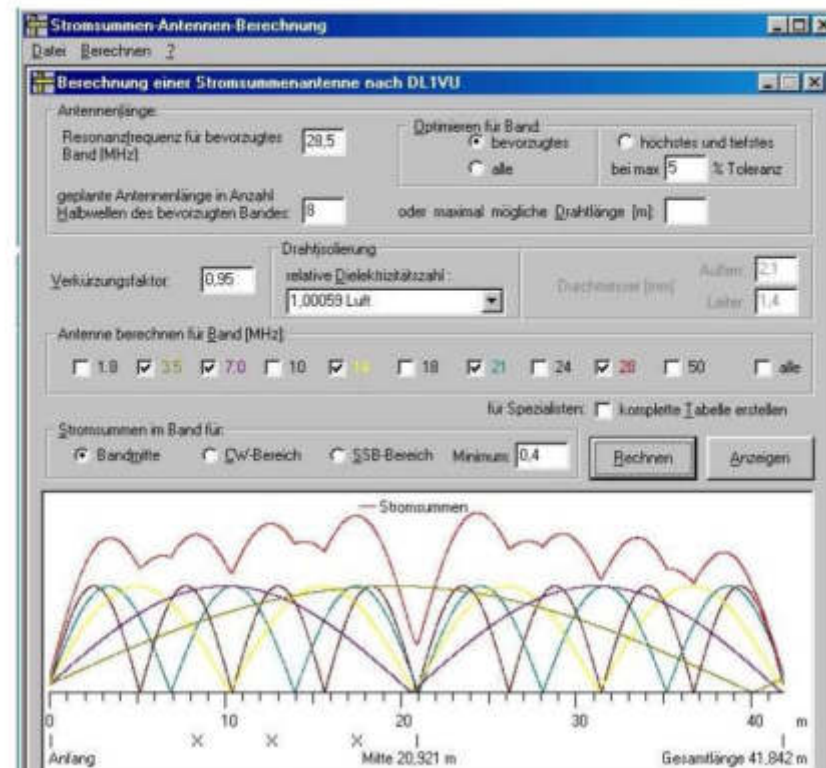 Stromsummen-Antennen-Berechnung
Datei Berechnen ?
Berechnung einer Stromsummenantenne nach DL1VU
Antennenlänge:
Resonanzfrequenz für bevorzugtes
Band [MHz]
28,5
Optimieren für Band
bevorzugtes
alle
höchstes und tiefstes
bei max 5 % Toleranz
geplante Antennenlänge in Anzahl
Halbwellen des bevorzugten Bandes:
8
oder maximal mögliche Drahtlänge [m]:
Verkürzungsfaktor:
0,95
Drahtisolierung
relative Dielektrizitätszahl :
1,00059 Luft
Durchmesser [mm]
Außen: 2,1
Leiter: 1,4
Antenne berechnen für Band [MHz]:
1.8 3.5 7.0 10 14 18 21 24 28 50 alle
für Spezialisten: komplette Tabelle erstellen
Stromsummen im Band für:
Bandmitte CW-Bereich SSB-Bereich Minimum: 0,4
Rechnen
Anzeigen
Stromsummen
0 10 20 30 40 m
Anfang Mitte 20,921 m Gesamtlänge 41,842 m